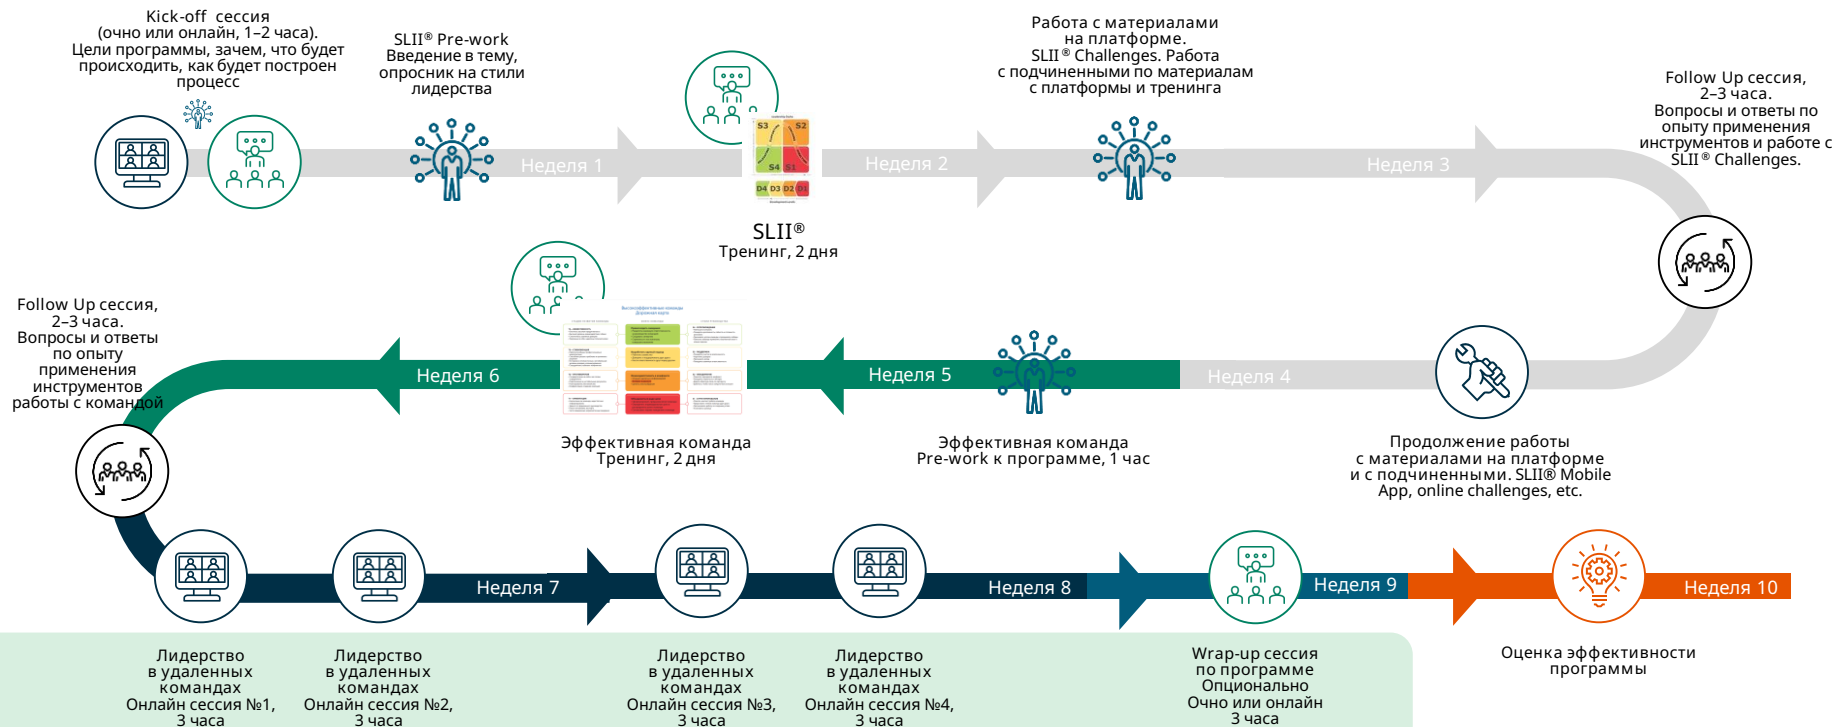 Kick-off сессия
(очно или онлайн, 1–2 часа).
Цели программы, зачем, что будет
происходить, как будет построен
процесс
SLII® Pre-work
Введение в тему,
опросник на стили
лидерства
Неделя 1
S3 S2
S4 S1
D4 D3 D2 D1
SLII®
Тренинг, 2 дня
Неделя 2
Работа с материалами
на платформе.
SLII® Challenges. Работа
с подчиненными по материалам
с платформы и тренинга
Неделя 3
Follow Up сессия,
2–3 часа.
Вопросы и ответы по
опыту применения
инструментов и работе с
SLII® Challenges.
Продолжение работы
с материалами на платформе
и с подчиненными. SLII® Mobile
App, online challenges, etc.
Неделя 4
Эффективная команда
Pre-work к программе, 1 час
Неделя 5
Эффективная команда
Тренинг, 2 дня
Неделя 6
Follow Up сессия,
2–3 часа.
Вопросы и ответы
по опыту
применения
инструментов
работы с командой
Лидерство
в удаленных
командах
Онлайн сессия №1,
3 часа
Лидерство
в удаленных
командах
Онлайн сессия №2,
3 часа
Неделя 7
Лидерство
в удаленных
командах
Онлайн сессия №3,
3 часа
Лидерство
в удаленных
командах
Онлайн сессия №4,
3 часа
Неделя 8
Wrap-up сессия
по программе
Опционально
Очно или онлайн
3 часа
Неделя 9
Оценка эффективности
программы
Неделя 10